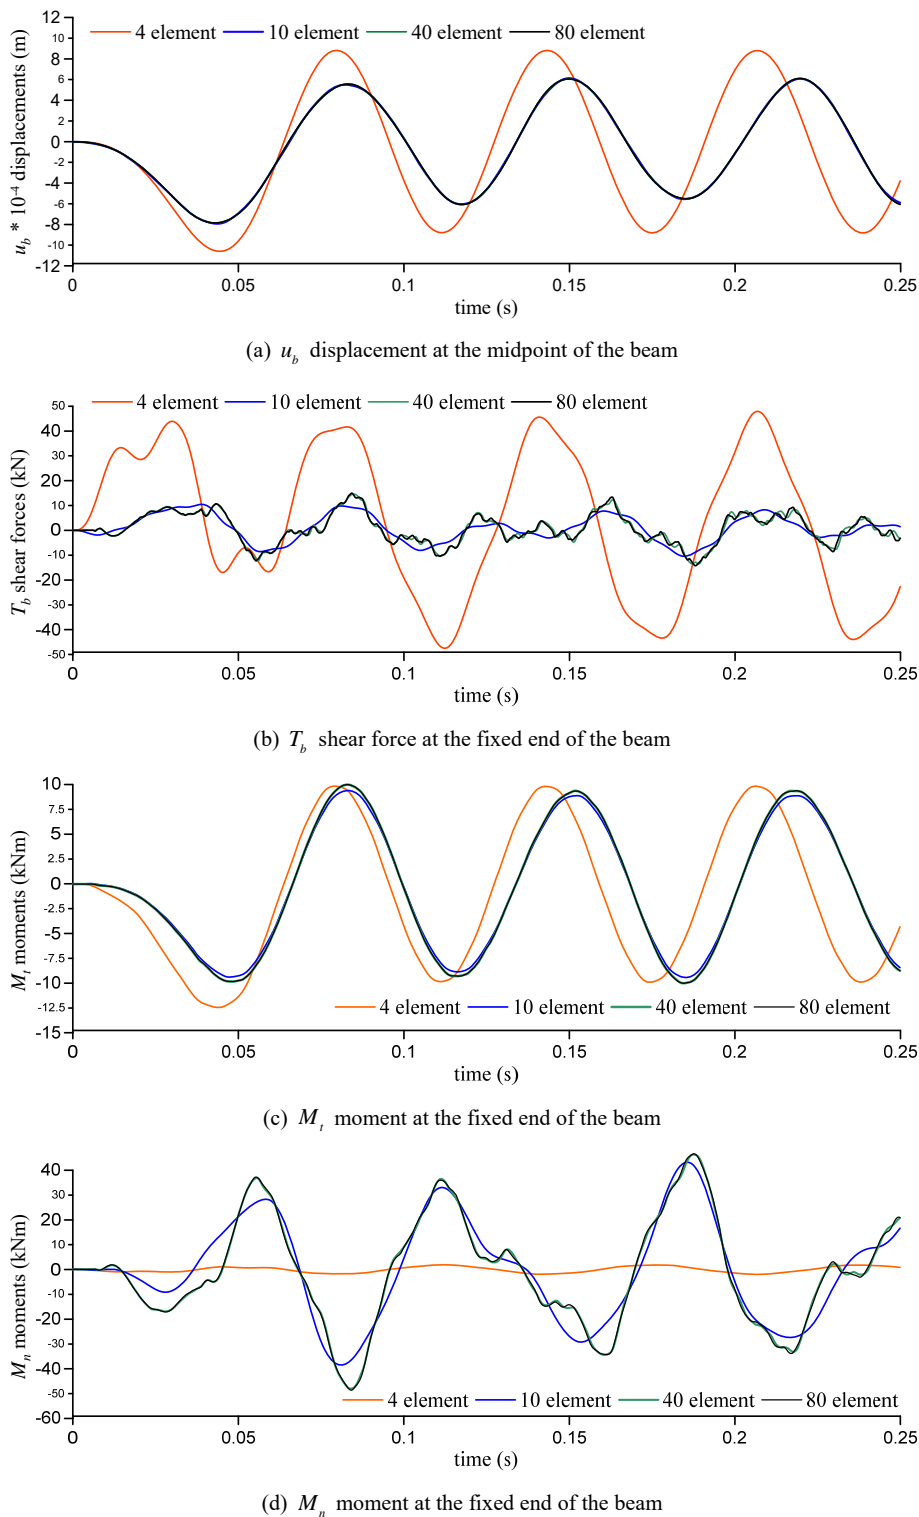 4 element 10 element 40 element 80 element
u_b * 10⁻⁴ displacements (m)
12
10
8
6
4
2
0
-2
-4
-6
-8
-10
-12
0 0.05 0.1 0.15 0.2 0.25
time (s)
(a) u_b displacement at the midpoint of the beam
4 element 10 element 40 element 80 element
T_b shear forces (kN)
50
40
30
20
10
0
-10
-20
-30
-40
-50
0 0.05 0.1 0.15 0.2 0.25
time (s)
(b) T_b shear force at the fixed end of the beam
M_t moments (kNm)
10
7.5
5
2.5
0
-2.5
-5
-7.5
-10
-12.5
-15
4 element 10 element 40 element 80 element
0 0.05 0.1 0.15 0.2 0.25
time (s)
(c) M_t moment at the fixed end of the beam
M_n moments (kNm)
40
30
20
10
0
-10
-20
-30
-40
-50
-60
4 element 10 element 40 element 80 element
0 0.05 0.1 0.15 0.2 0.25
time (s)
(d) M_n moment at the fixed end of the beam